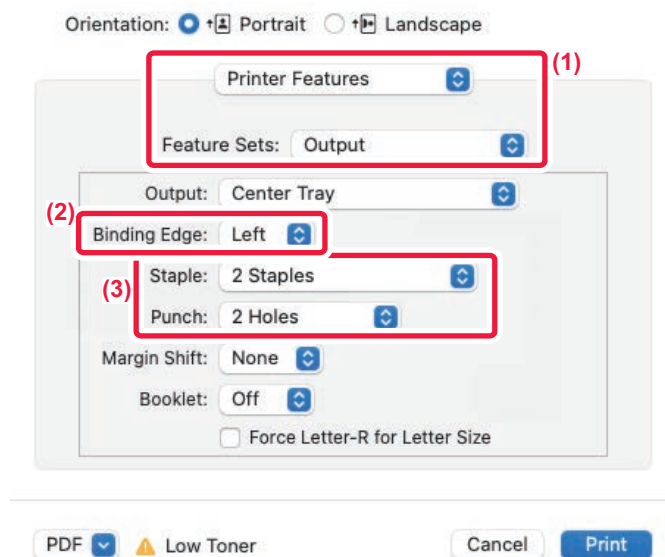 Orientation: Portrait Landscape
(1)
Printer Features
Feature Sets: Output
Output: Center Tray
(2)
Binding Edge: Left
(3)
Staple: 2 Staples
Punch: 2 Holes
Margin Shift: None
Booklet: Off
Force Letter-R for Letter Size
PDF Low Toner Cancel Print